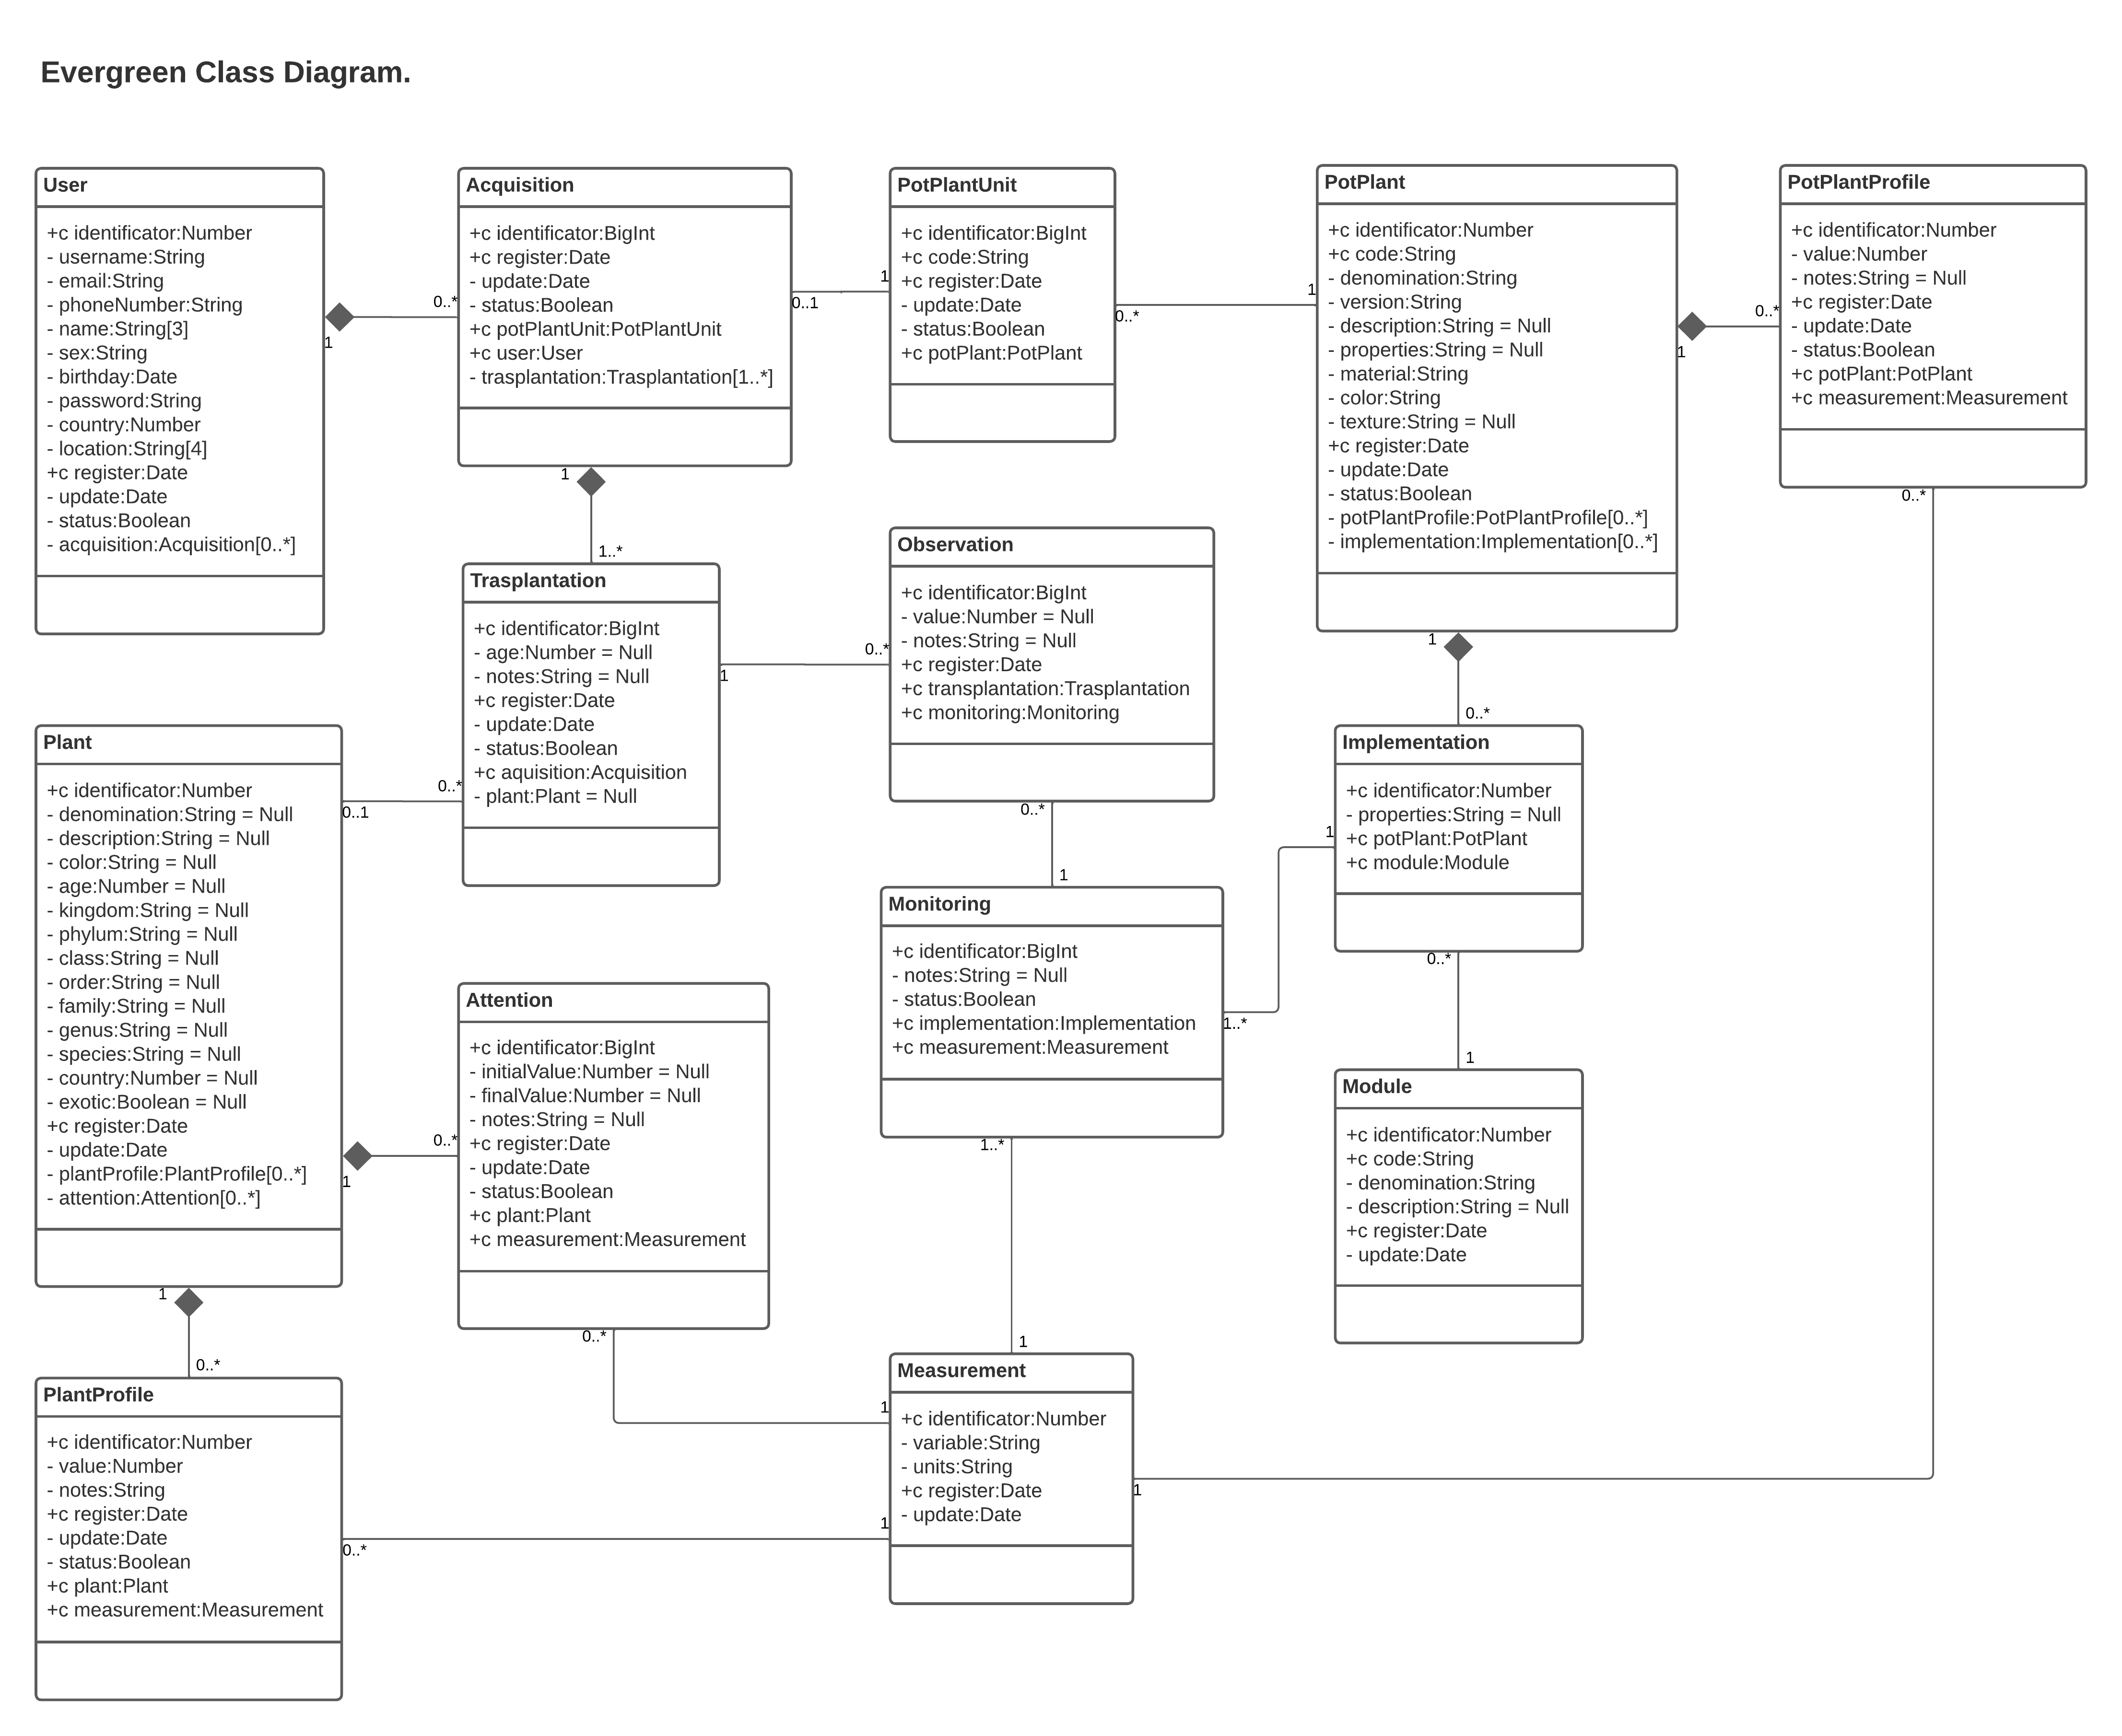 Evergreen Class Diagram.
User
+c identificator:Number
- username:String
- email:String
- phoneNumber:String
- name:String[3]
- sex:String
- birthday:Date
- password:String
- country:Number
- location:String[4]
+c register:Date
- update:Date
- status:Boolean
- acquisition:Acquisition[0..*]
1
0..*
Acquisition
+c identificator:BigInt
+c register:Date
- update:Date
- status:Boolean
+c potPlantUnit:PotPlantUnit
+c user:User
- trasplantation:Trasplantation[1..*]
0..1
1
PotPlantUnit
+c identificator:BigInt
+c code:String
+c register:Date
- update:Date
- status:Boolean
+c potPlant:PotPlant
0..*
1
PotPlant
+c identificator:Number
+c code:String
- denomination:String
- version:String
- description:String = Null
- properties:String = Null
- material:String
- color:String
- texture:String = Null
+c register:Date
- update:Date
- status:Boolean
- potPlantProfile:PotPlantProfile[0..*]
- implementation:Implementation[0..*]
1
0..*
PotPlantProfile
+c identificator:Number
- value:Number
- notes:String = Null
+c register:Date
- update:Date
- status:Boolean
+c potPlant:PotPlant
+c measurement:Measurement
0..*
1
1..*
Trasplantation
+c identificator:BigInt
- age:Number = Null
- notes:String = Null
+c register:Date
- update:Date
- status:Boolean
+c aquisition:Acquisition
- plant:Plant = Null
1
0..*
Observation
+c identificator:BigInt
- value:Number = Null
- notes:String = Null
+c register:Date
+c transplantation:Trasplantation
+c monitoring:Monitoring
0..*
1
1
0..*
Implementation
+c identificator:Number
- properties:String = Null
+c potPlant:PotPlant
+c module:Module
1
0..*
1
Plant
+c identificator:Number
- denomination:String = Null
- description:String = Null
- color:String = Null
- age:Number = Null
- kingdom:String = Null
- phylum:String = Null
- class:String = Null
- order:String = Null
- family:String = Null
- genus:String = Null
- species:String = Null
- country:Number = Null
- exotic:Boolean = Null
+c register:Date
- update:Date
- plantProfile:PlantProfile[0..*]
- attention:Attention[0..*]
0..1
0..*
1
0..*
Attention
+c identificator:BigInt
- initialValue:Number = Null
- finalValue:Number = Null
- notes:String = Null
+c register:Date
- update:Date
- status:Boolean
+c plant:Plant
+c measurement:Measurement
0..*
1
Monitoring
+c identificator:BigInt
- notes:String = Null
- status:Boolean
+c implementation:Implementation
+c measurement:Measurement
1..*
1..*
1
Module
+c identificator:Number
+c code:String
- denomination:String
- description:String = Null
+c register:Date
- update:Date
1
0..*
PlantProfile
+c identificator:Number
- value:Number
- notes:String
+c register:Date
- update:Date
- status:Boolean
+c plant:Plant
+c measurement:Measurement
0..*
1
Measurement
+c identificator:Number
- variable:String
- units:String
+c register:Date
- update:Date
1